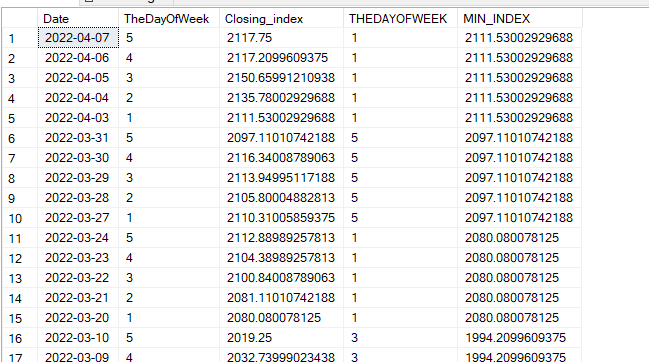 Date TheDayOfWeek Closing_index THEDAYOFWEEK MIN_INDEX
1 2022-04-07 5 2117.75 1 2111.53002929688
2 2022-04-06 4 2117.2099609375 1 2111.53002929688
3 2022-04-05 3 2150.65991210938 1 2111.53002929688
4 2022-04-04 2 2135.78002929688 1 2111.53002929688
5 2022-04-03 1 2111.53002929688 1 2111.53002929688
6 2022-03-31 5 2097.11010742188 5 2097.11010742188
7 2022-03-30 4 2116.34008789063 5 2097.11010742188
8 2022-03-29 3 2113.94995117188 5 2097.11010742188
9 2022-03-28 2 2105.80004882813 5 2097.11010742188
10 2022-03-27 1 2110.31005859375 5 2097.11010742188
11 2022-03-24 5 2112.88989257813 1 2080.080078125
12 2022-03-23 4 2104.38989257813 1 2080.080078125
13 2022-03-22 3 2100.84008789063 1 2080.080078125
14 2022-03-21 2 2081.11010742188 1 2080.080078125
15 2022-03-20 1 2080.080078125 1 2080.080078125
16 2022-03-10 5 2019.25 3 1994.2099609375
17 2022-03-09 4 2032.73999023438 3 1994.2099609375